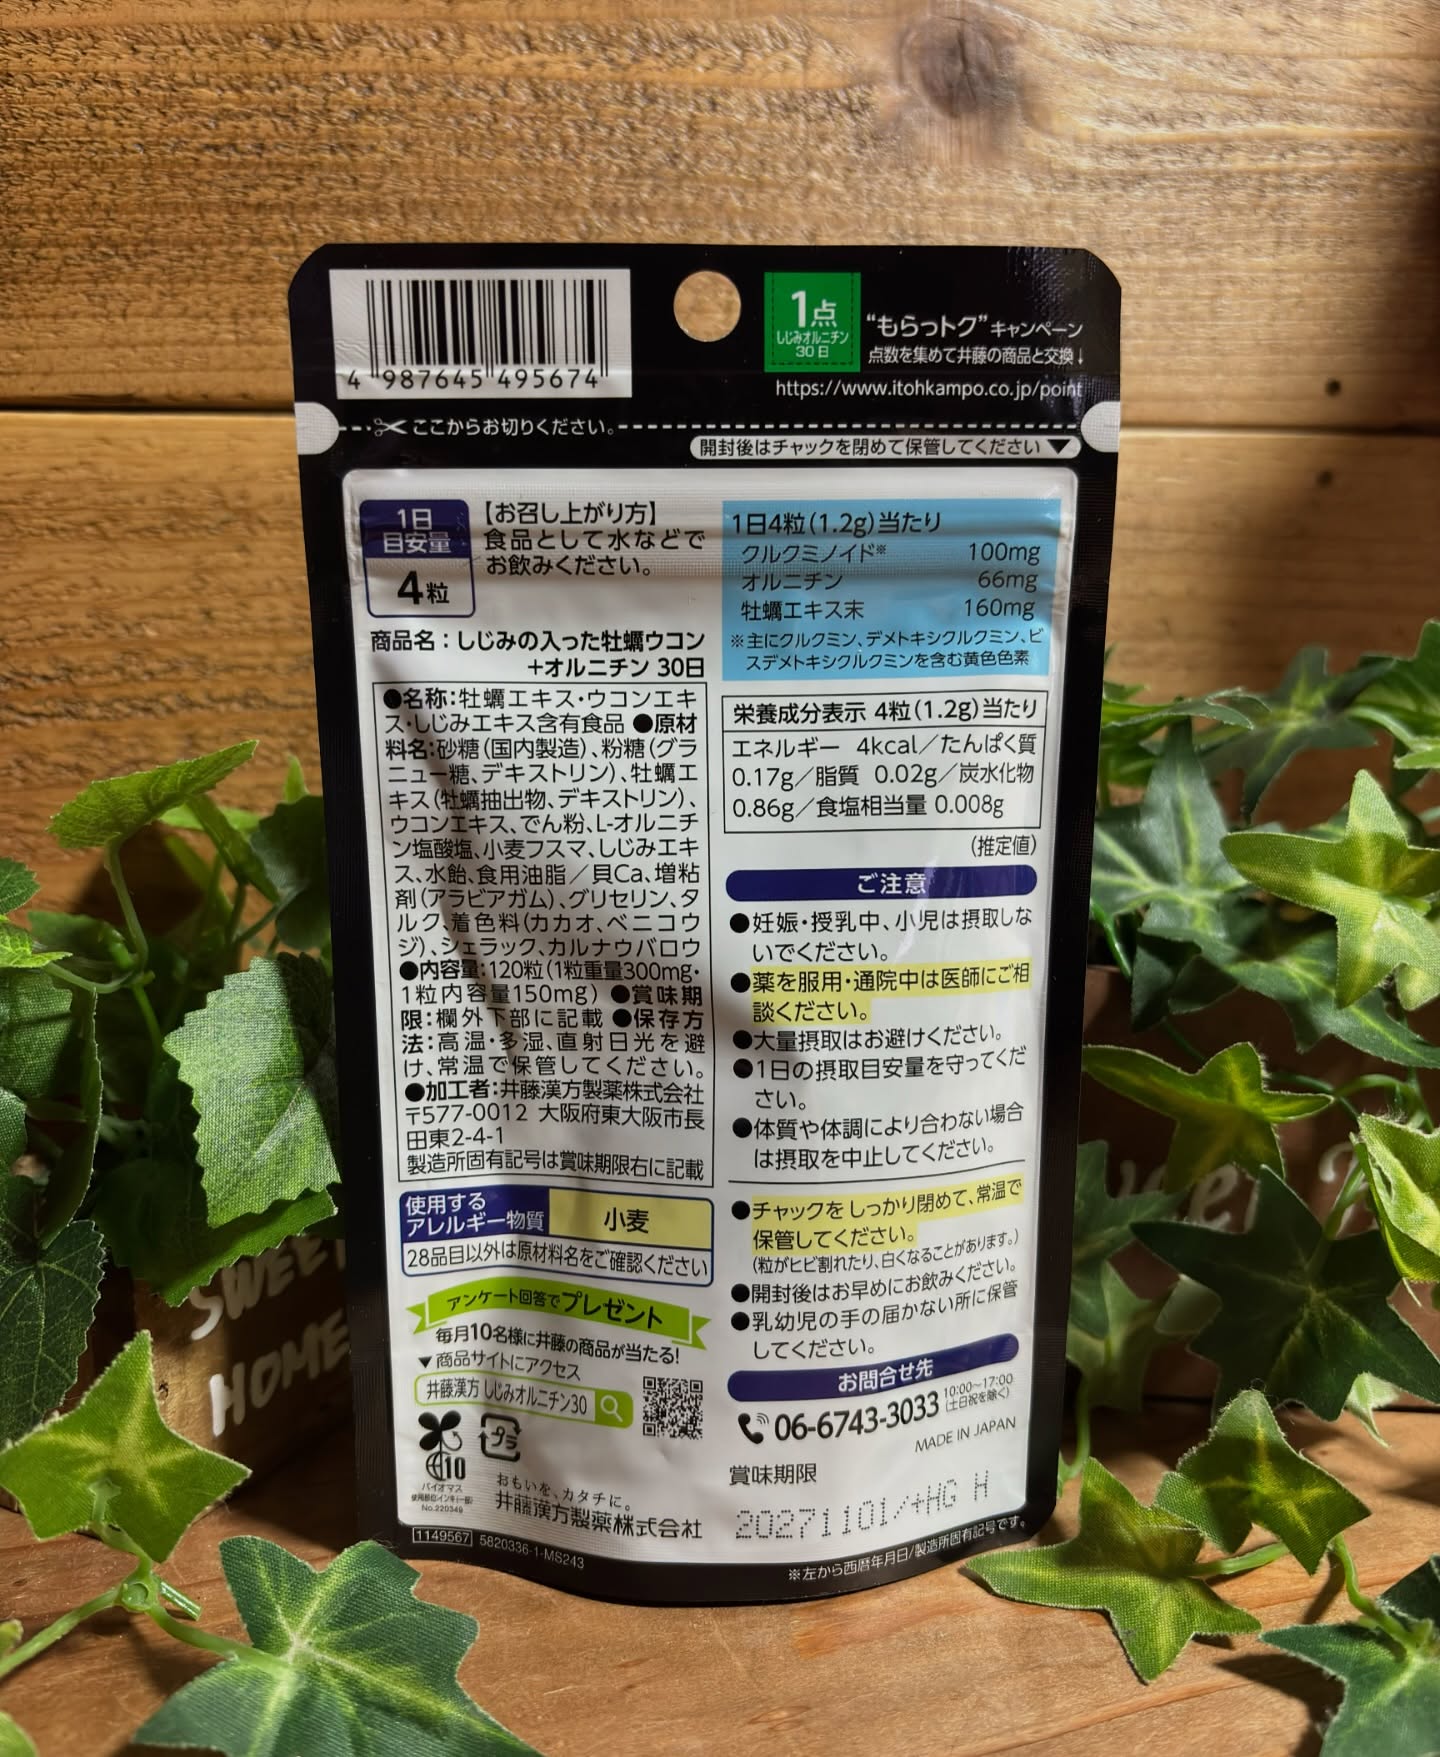 4 987645 495674
1点
しじみオルニチン
30日
“もらっトク”キャンペーン
点数を集めて井藤の商品と交換↓
https://www.itohkampo.co.jp/point
ここからお切りください。
開封後はチャックを閉めて保管してください▼
1日
目安量
4粒
【お召し上がり方】
食品として水などで
お飲みください。
商品名：しじみの入った牡蠣ウコン
+オルニチン 30日
●名称：牡蠣エキス・ウコンエキ
ス・しじみエキス含有食品 ●原材
料名：砂糖(国内製造)、粉糖(グラ
ニュー糖、デキストリン)、牡蠣エ
キス(牡蠣抽出物、デキストリン)、
ウコンエキス、でん粉、L-オルニチ
ン塩酸塩、小麦フスマ、しじみエキ
ス、水飴、食用油脂／貝Ca、増粘
剤(アラビアガム)、グリセリン、タ
ルク、着色料(カカオ、ベニコウ
ジ)、シェラック、カルナウバロウ
●内容量：120粒(1粒重量300mg・
1粒内容量150mg) ●賞味期
限：欄外下部に記載 ●保存方
法：高温・多湿、直射日光を避
け、常温で保管してください。
●加工者：井藤漢方製薬株式会社
〒577-0012 大阪府東大阪市長
田東2-4-1
製造所固有記号は賞味期限右に記載
使用する
アレルギー物質
小麦
28品目以外は原材料名をご確認ください
アンケート回答でプレゼント
毎月10名様に井藤の商品が当たる!
▼商品サイトにアクセス
井藤漢方 しじみオルニチン30
プラ
10
バイオマス
No.220349
おもいを、カタチに。
井藤漢方製薬株式会社
1149567 5820336-1-MS243
1日4粒(1.2g)当たり
クルクミノイド※ 100mg
オルニチン 66mg
牡蠣エキス末 160mg
※主にクルクミン、デメトキシクルクミン、ビ
スデメトキシクルクミンを含む黄色色素
栄養成分表示 4粒(1.2g)当たり
エネルギー 4kcal／たんぱく質
0.17g／脂質 0.02g／炭水化物
0.86g／食塩相当量 0.008g
(推定値)
ご注意
●妊娠・授乳中、小児は摂取しな
いでください。
●薬を服用・通院中は医師にご相
談ください。
●大量摂取はお避けください。
●1日の摂取目安量を守ってくだ
さい。
●体質や体調により合わない場合
は摂取を中止してください。
●チャックをしっかり閉めて、常温で
保管してください。
(粒がヒビ割れたり、白くなることがあります。)
●開封後はお早めにお飲みください。
●乳幼児の手の届かない所に保管
してください。
お問合せ先
06-6743-3033 10:00〜17:00
(土日祝を除く)
MADE IN JAPAN
賞味期限
20271101/+HG H
※左から西暦年月日/製造所固有記号です。
SWEET
HOME